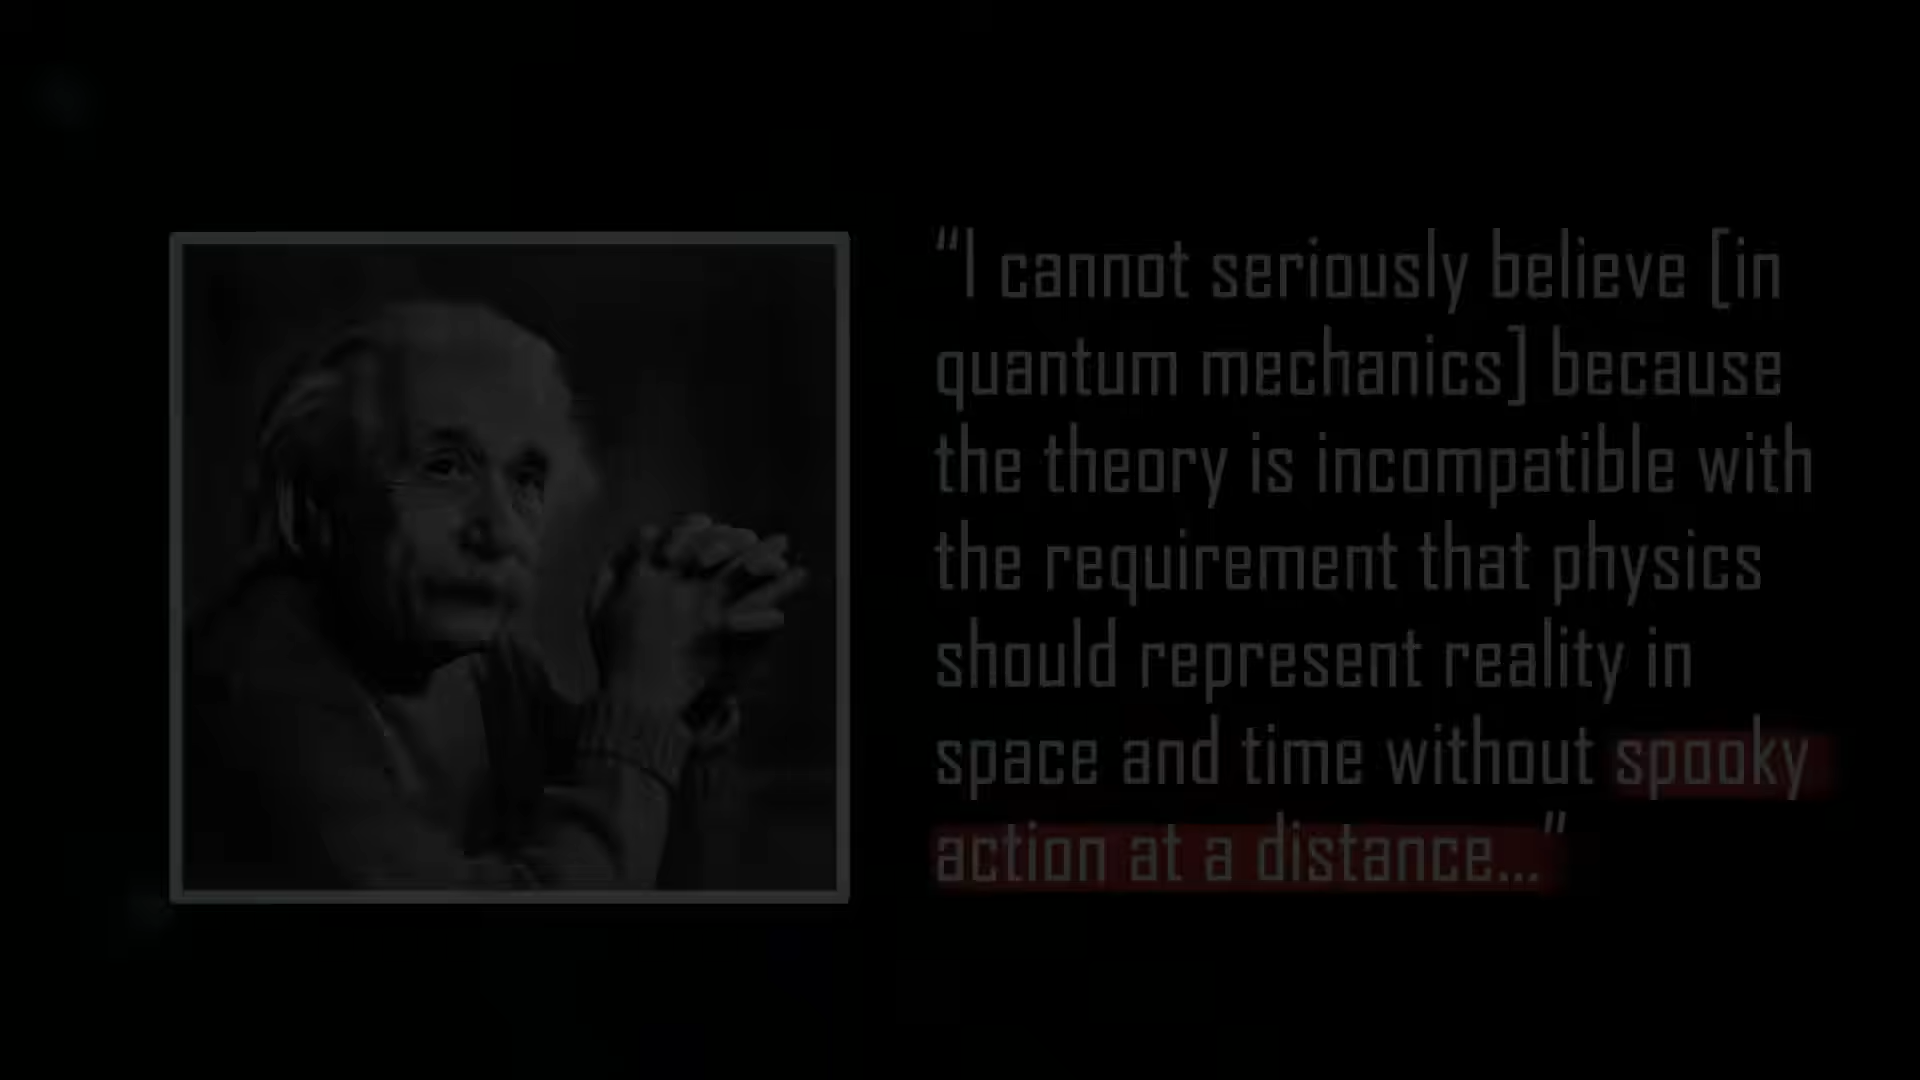 “I cannot seriously believe [in
quantum mechanics] because
the theory is incompatible with
the requirement that physics
should represent reality in
space and time without spooky
action at a distance...”